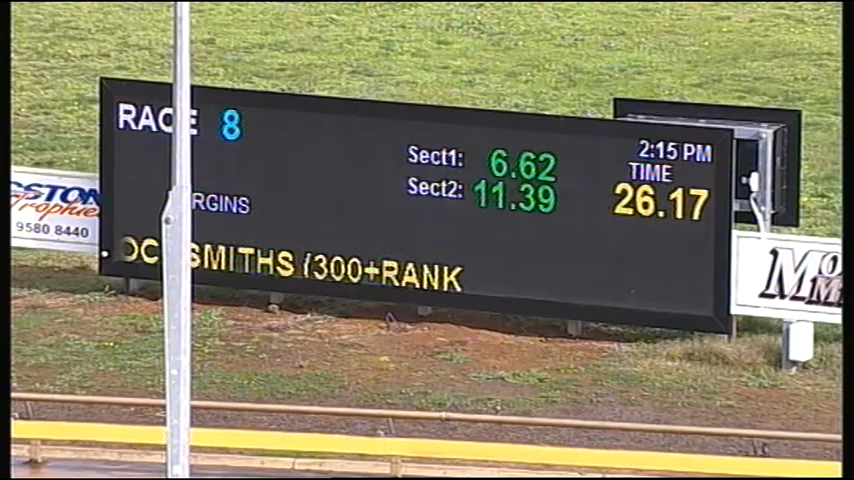 RACE 8
Sect1: 6.62
Sect2: 11.39
2:15 PM
TIME
26.17
SMITHS (300+RANK
9580 8440